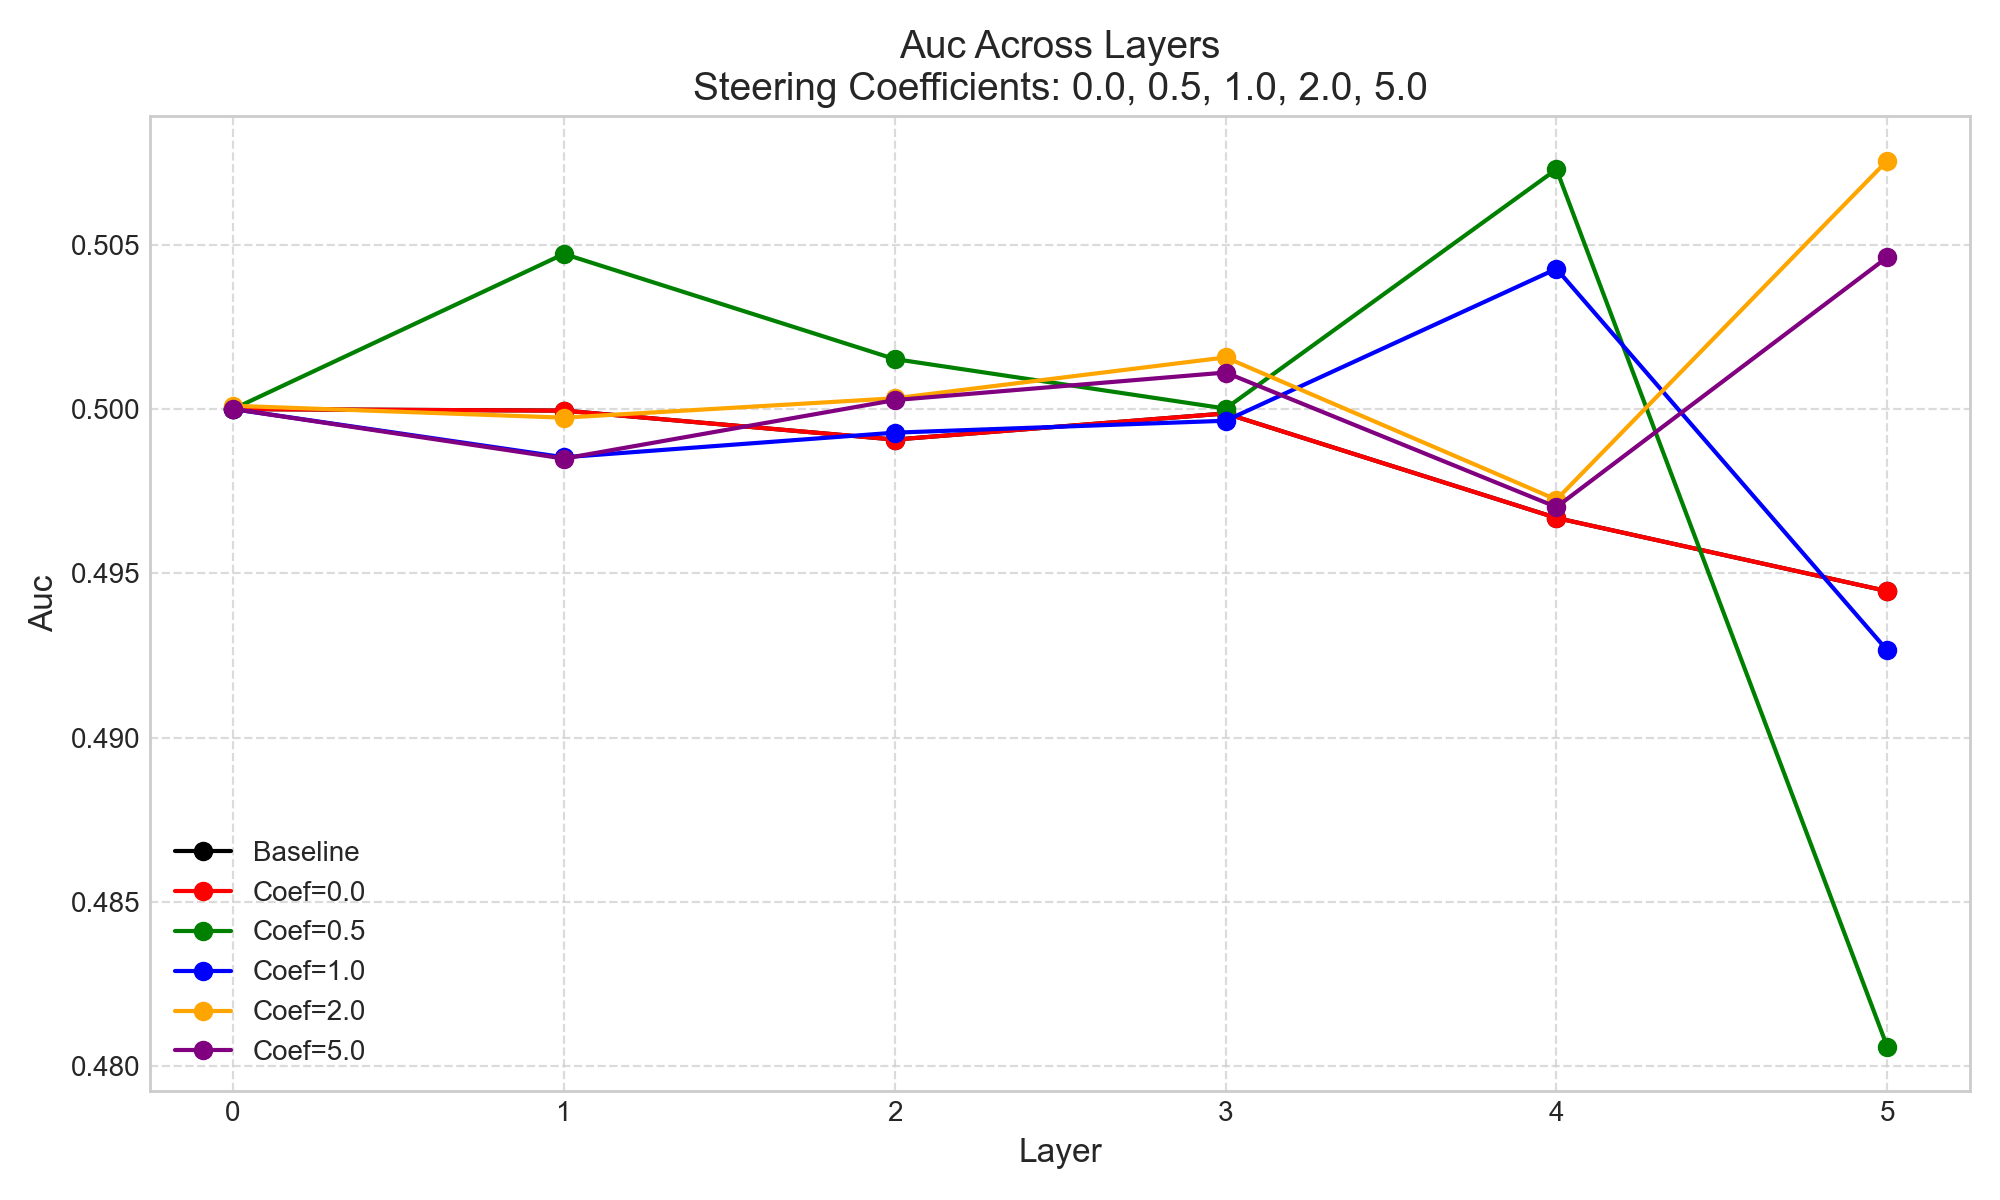 Auc Across Layers
Steering Coefficients: 0.0, 0.5, 1.0, 2.0, 5.0
Auc
0.505
0.500
0.495
0.490
0.485
0.480
Baseline
Coef=0.0
Coef=0.5
Coef=1.0
Coef=2.0
Coef=5.0
0 1 2 3 4 5
Layer